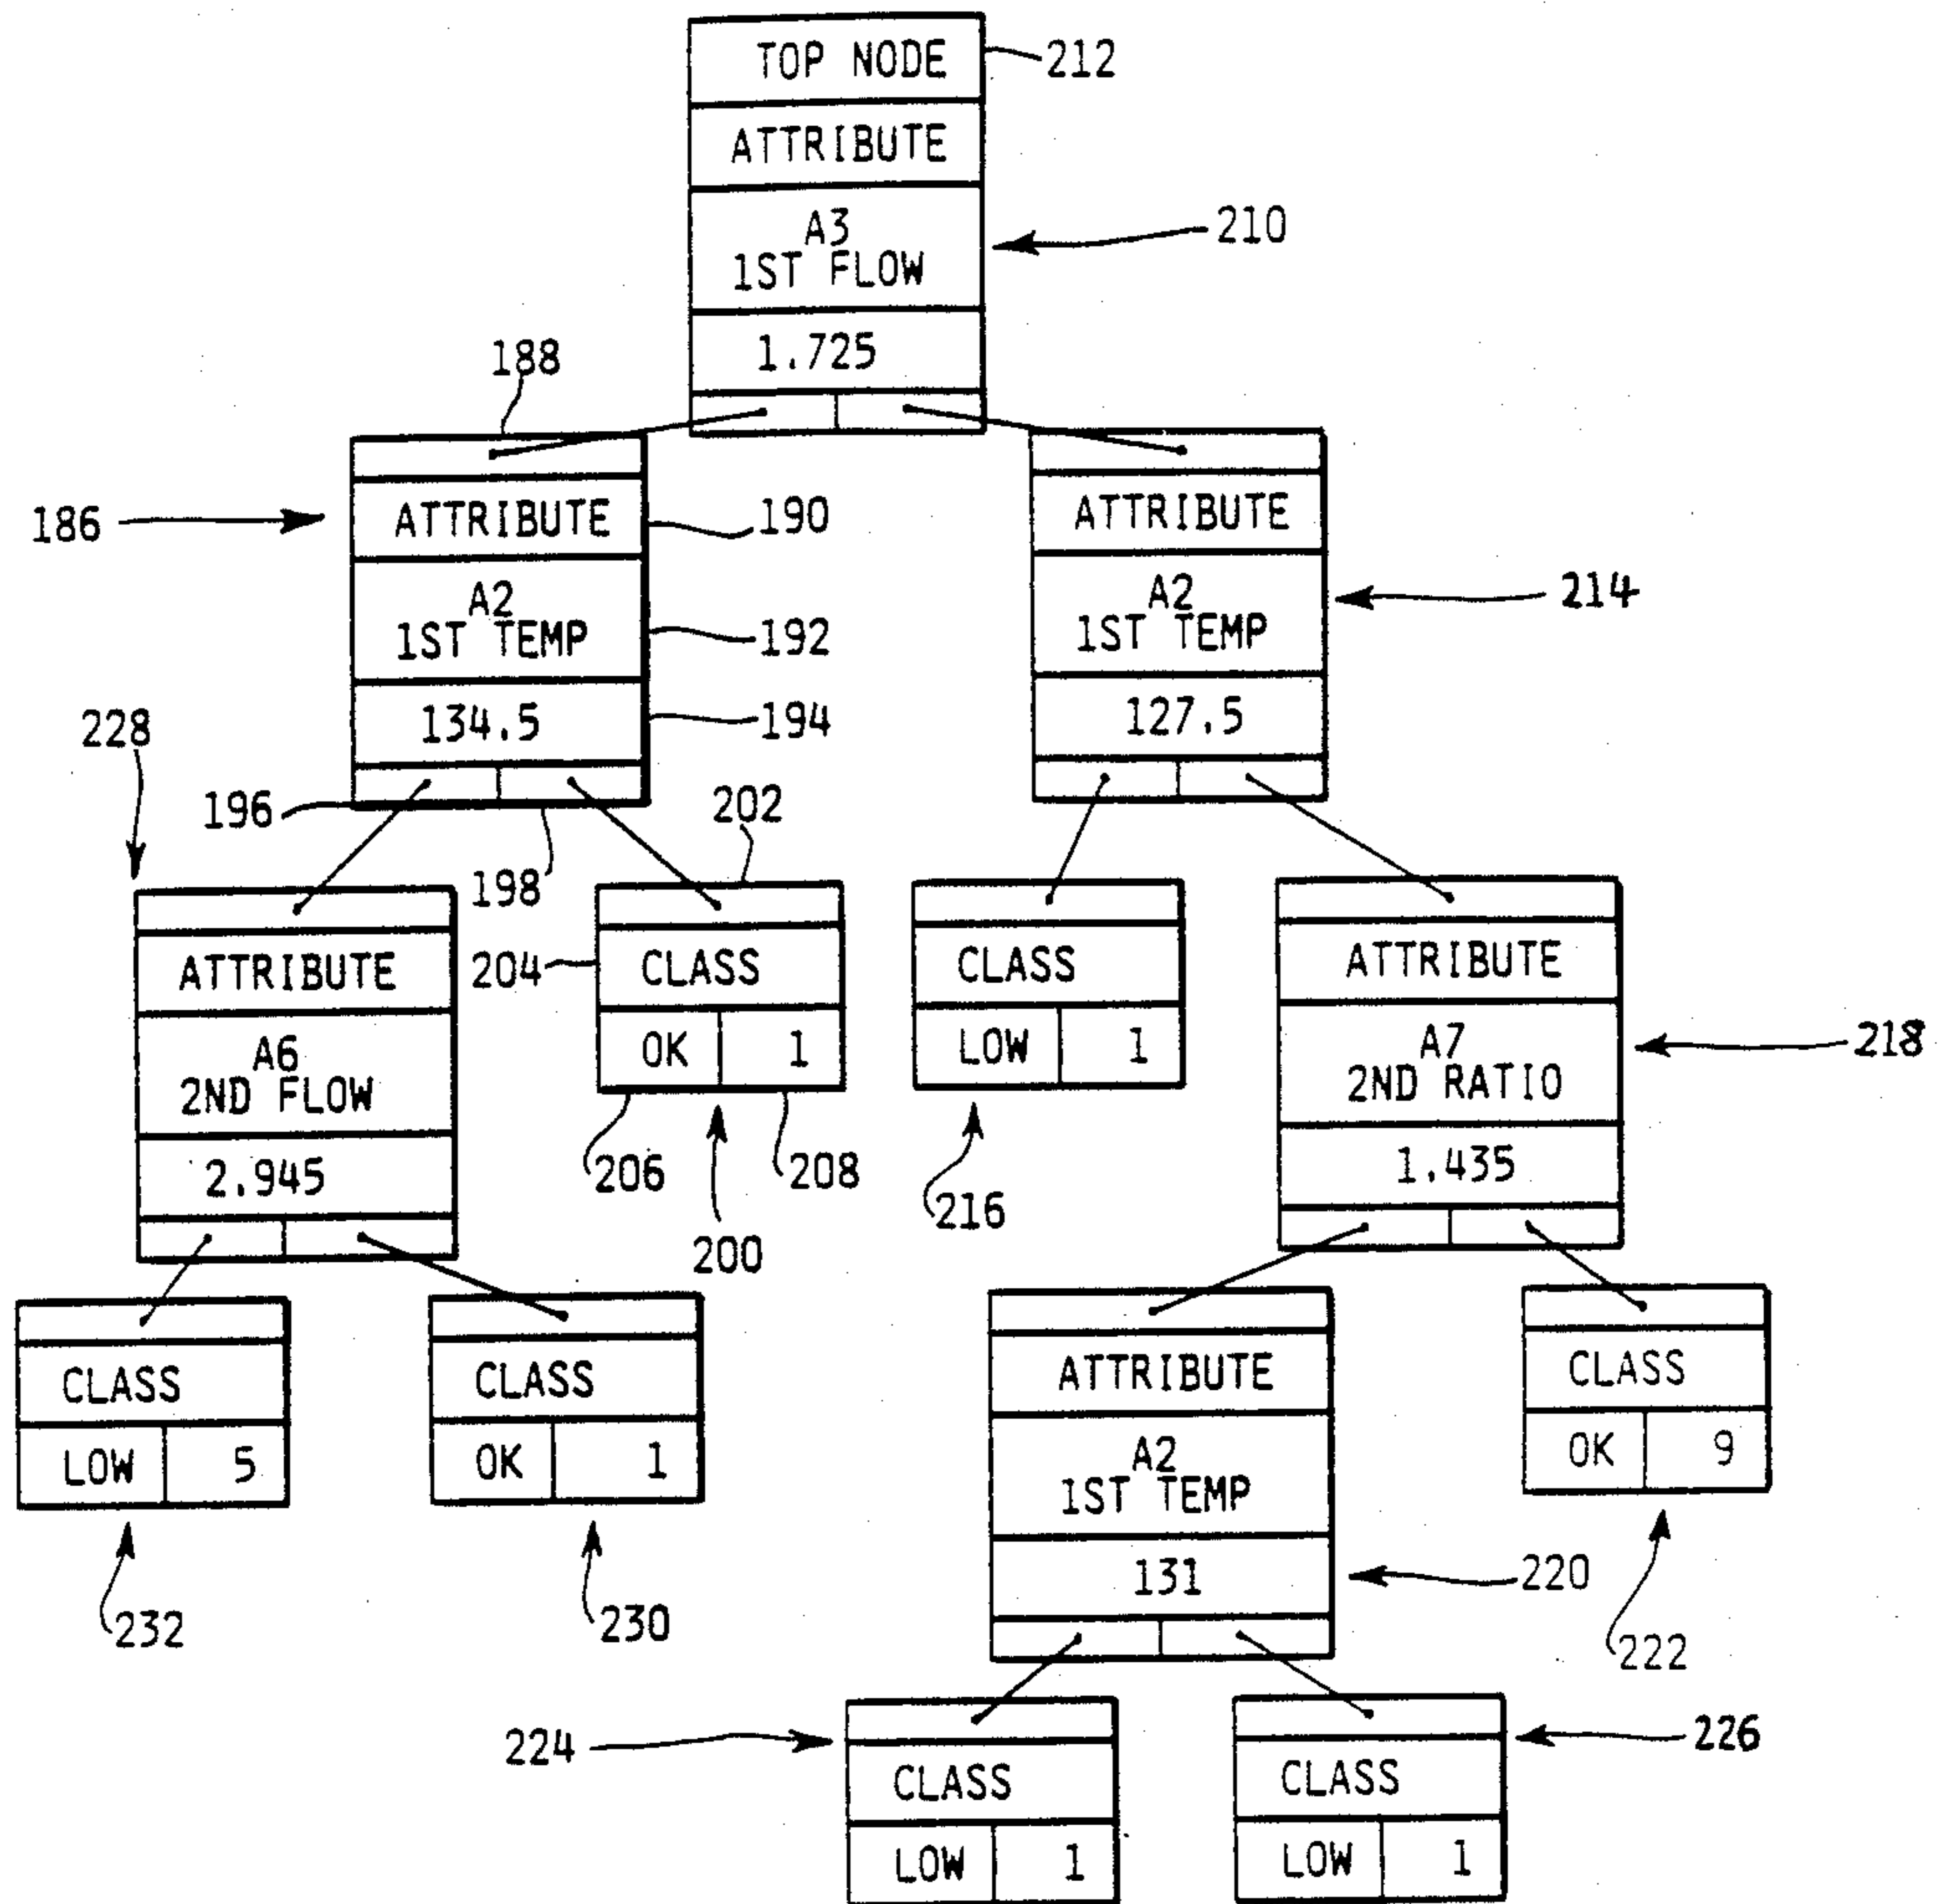 TOP NODE
212
ATTRIBUTE
A3
1ST FLOW
210
1.725
188
186
ATTRIBUTE
190
A2
1ST TEMP
192
134.5
194
196
198
ATTRIBUTE
A2
1ST TEMP
214
127.5
228
ATTRIBUTE
A6
2ND FLOW
2.945
202
204
CLASS
OK 1
206
208
200
CLASS
LOW 1
216
ATTRIBUTE
A7
2ND RATIO
218
1.435
CLASS
LOW 5
232
CLASS
OK 1
230
ATTRIBUTE
A2
1ST TEMP
131
220
CLASS
OK 9
222
224
CLASS
LOW 1
226
CLASS
LOW 1